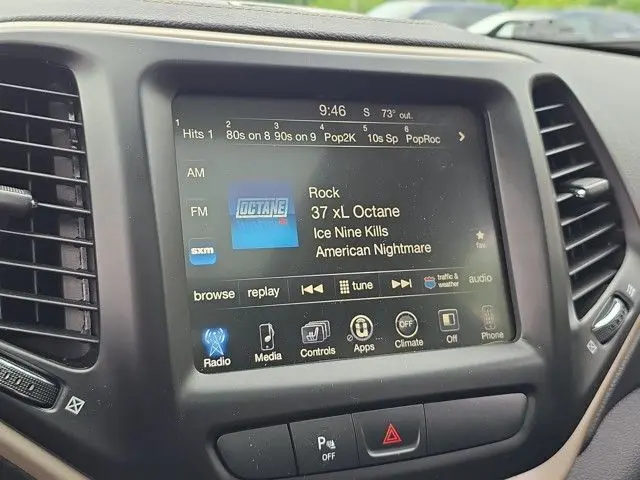 9:46 S 73° out.
1 Hits 1 2 80s on 8 3 90s on 9 4 Pop2K 5 10s Sp 6 PopRoc
AM
FM
sxm
OCTANE
Rock
37 xL Octane
Ice Nine Kills
American Nightmare
fav.
browse replay tune traffic & weather audio
Radio Media Controls Apps Climate Off Phone
OFF
P OFF